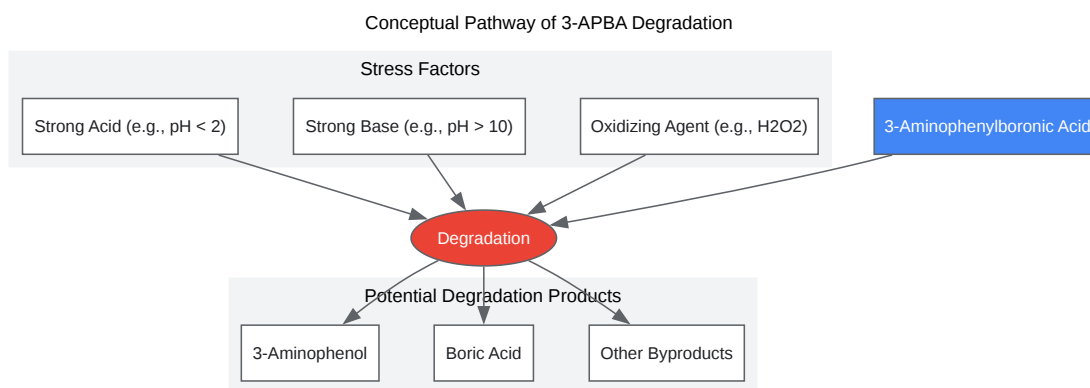 Conceptual Pathway of 3-APBA Degradation
Stress Factors
Strong Acid (e.g., pH < 2)
Strong Base (e.g., pH > 10)
Oxidizing Agent (e.g., H2O2)
3-Aminophenylboronic Acid
Degradation
Potential Degradation Products
3-Aminophenol
Boric Acid
Other Byproducts